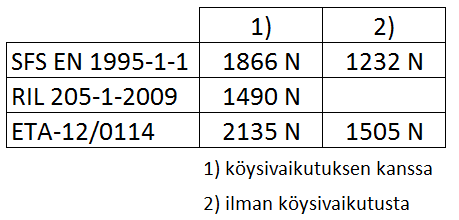 1) 2)
SFS EN 1995-1-1 1866 N 1232 N
RIL 205-1-2009 1490 N
ETA-12/0114 2135 N 1505 N
1) köysivaikutuksen kanssa
2) ilman köysivaikutusta